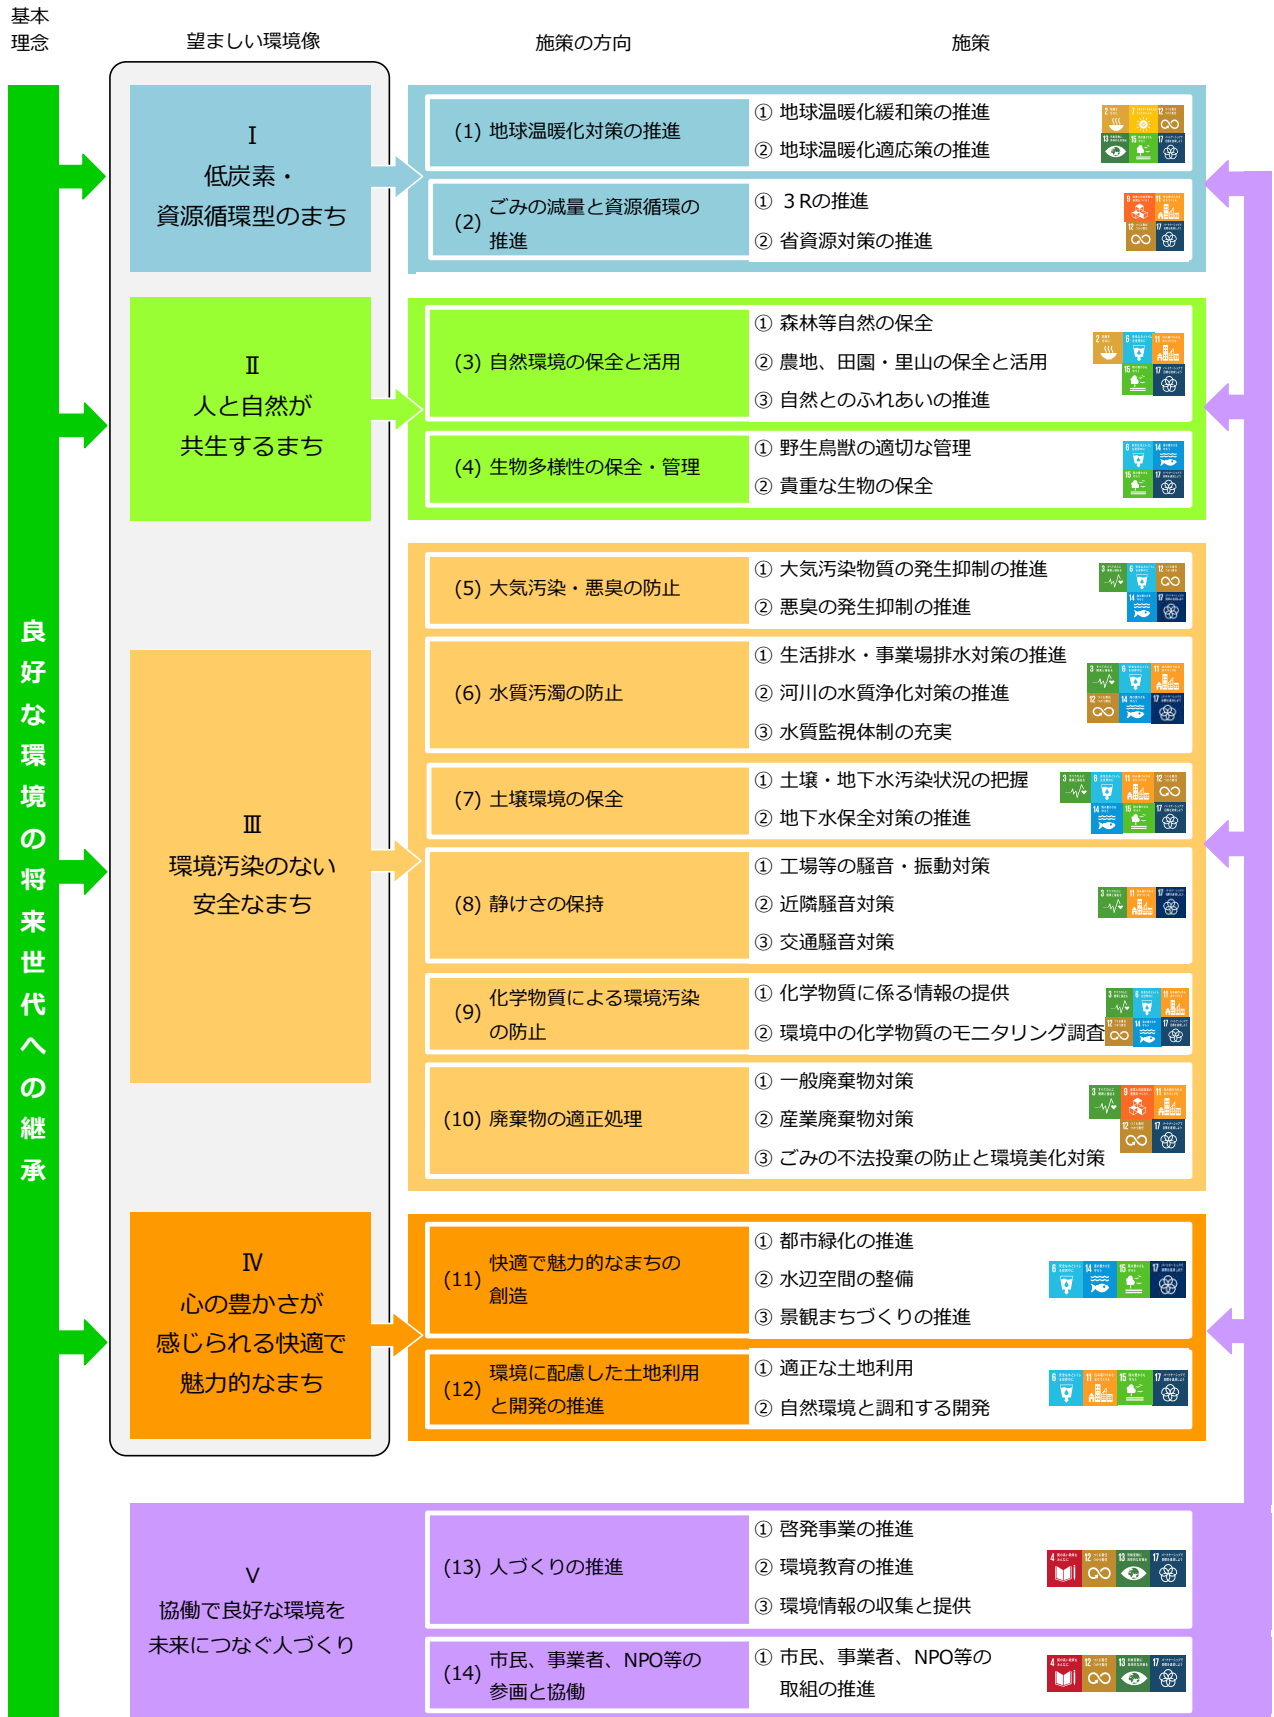 基本
理念
望ましい環境像
施策の方向
施策
良好な環境の将来世代への継承
Ⅰ
低炭素・
資源循環型のまち
(1) 地球温暖化対策の推進
① 地球温暖化緩和策の推進
② 地球温暖化適応策の推進
(2) ごみの減量と資源循環の
推進
① ３Rの推進
② 省資源対策の推進
Ⅱ
人と自然が
共生するまち
(3) 自然環境の保全と活用
① 森林等自然の保全
② 農地、田園・里山の保全と活用
③ 自然とのふれあいの推進
(4) 生物多様性の保全・管理
① 野生鳥獣の適切な管理
② 貴重な生物の保全
Ⅲ
環境汚染のない
安全なまち
(5) 大気汚染・悪臭の防止
① 大気汚染物質の発生抑制の推進
② 悪臭の発生抑制の推進
(6) 水質汚濁の防止
① 生活排水・事業場排水対策の推進
② 河川の水質浄化対策の推進
③ 水質監視体制の充実
(7) 土壌環境の保全
① 土壌・地下水汚染状況の把握
② 地下水保全対策の推進
(8) 静けさの保持
① 工場等の騒音・振動対策
② 近隣騒音対策
③ 交通騒音対策
(9) 化学物質による環境汚染
の防止
① 化学物質に係る情報の提供
② 環境中の化学物質のモニタリング調査
(10) 廃棄物の適正処理
① 一般廃棄物対策
② 産業廃棄物対策
③ ごみの不法投棄の防止と環境美化対策
Ⅳ
心の豊かさが
感じられる快適で
魅力的なまち
(11) 快適で魅力的なまちの
創造
① 都市緑化の推進
② 水辺空間の整備
③ 景観まちづくりの推進
(12) 環境に配慮した土地利用
と開発の推進
① 適正な土地利用
② 自然環境と調和する開発
Ⅴ
協働で良好な環境を
未来につなぐ人づくり
(13) 人づくりの推進
① 啓発事業の推進
② 環境教育の推進
③ 環境情報の収集と提供
(14) 市民、事業者、NPO等の
参画と協働
① 市民、事業者、NPO等の
取組の推進